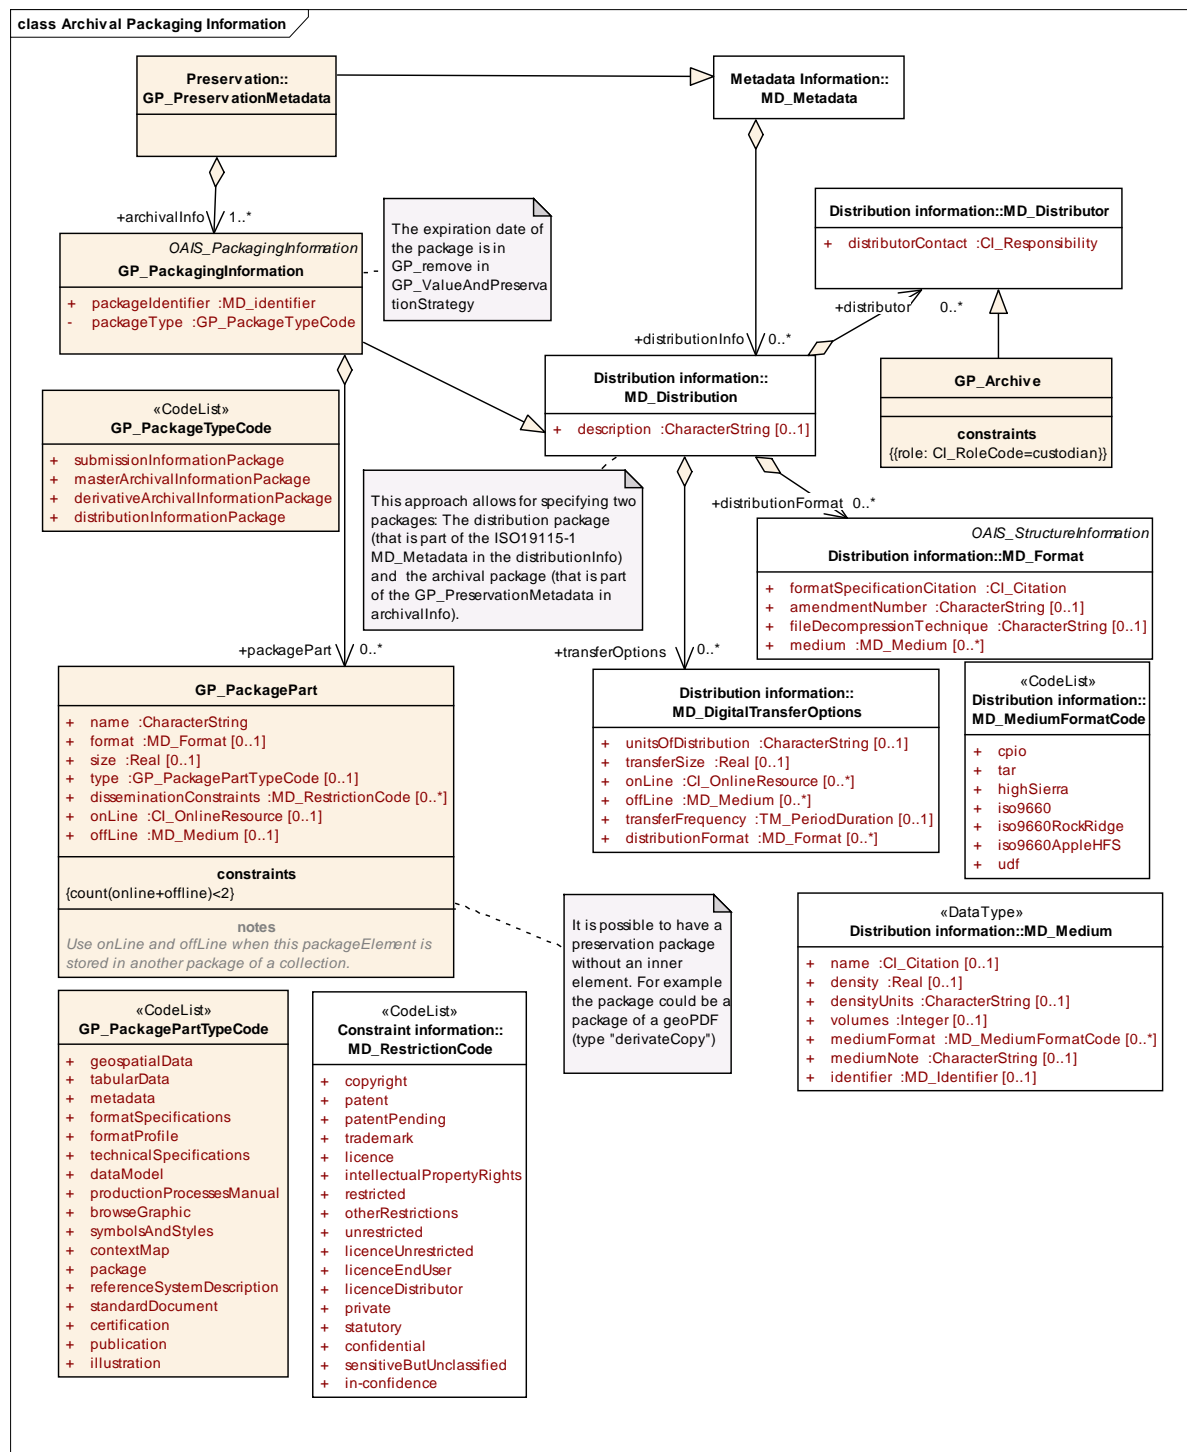 class Archival Packaging Information
Preservation::
GP_PreservationMetadata
Metadata Information::
MD_Metadata
+archivalInfo 1..*
OAIS_PackagingInformation
GP_PackagingInformation
+ packageIdentifier :MD_identifier
- packageType :GP_PackageTypeCode
The expiration date of
the package is in
GP_remove in
GP_ValueAndPreserva
tionStrategy
Distribution information::MD_Distributor
+ distributorContact :CI_Responsibility
+distributor 0..*
+distributionInfo 0..*
Distribution information::
MD_Distribution
+ description :CharacterString [0..1]
GP_Archive
constraints
{{role: CI_RoleCode=custodian}}
«CodeList»
GP_PackageTypeCode
+ submissionInformationPackage
+ masterArchivalInformationPackage
+ derivativeArchivalInformationPackage
+ distributionInformationPackage
This approach allows for specifying two
packages: The distribution package
(that is part of the ISO19115-1
MD_Metadata in the distributionInfo)
and the archival package (that is part
of the GP_PreservationMetadata in
archivalInfo).
+distributionFormat 0..*
OAIS_StructureInformation
Distribution information::MD_Format
+ formatSpecificationCitation :CI_Citation
+ amendmentNumber :CharacterString [0..1]
+ fileDecompressionTechnique :CharacterString [0..1]
+ medium :MD_Medium [0..*]
+packagePart 0..*
+transferOptions 0..*
GP_PackagePart
+ name :CharacterString
+ format :MD_Format [0..1]
+ size :Real [0..1]
+ type :GP_PackagePartTypeCode [0..1]
+ disseminationConstraints :MD_RestrictionCode [0..*]
+ onLine :CI_OnlineResource [0..1]
+ offLine :MD_Medium [0..1]
constraints
{count(online+offline)<2}
notes
Use onLine and offLine when this packageElement is
stored in another package of a collection.
Distribution information::
MD_DigitalTransferOptions
+ unitsOfDistribution :CharacterString [0..1]
+ transferSize :Real [0..1]
+ onLine :CI_OnlineResource [0..*]
+ offLine :MD_Medium [0..*]
+ transferFrequency :TM_PeriodDuration [0..1]
+ distributionFormat :MD_Format [0..*]
«CodeList»
Distribution information::
MD_MediumFormatCode
+ cpio
+ tar
+ highSierra
+ iso9660
+ iso9660RockRidge
+ iso9660AppleHFS
+ udf
It is possible to have a
preservation package
without an inner
element. For example
the package could be a
package of a geoPDF
(type "derivateCopy")
«DataType»
Distribution information::MD_Medium
+ name :CI_Citation [0..1]
+ density :Real [0..1]
+ densityUnits :CharacterString [0..1]
+ volumes :Integer [0..1]
+ mediumFormat :MD_MediumFormatCode [0..*]
+ mediumNote :CharacterString [0..1]
+ identifier :MD_Identifier [0..1]
«CodeList»
GP_PackagePartTypeCode
+ geospatialData
+ tabularData
+ metadata
+ formatSpecifications
+ formatProfile
+ technicalSpecifications
+ dataModel
+ productionProcessesManual
+ browseGraphic
+ symbolsAndStyles
+ contextMap
+ package
+ referenceSystemDescription
+ standardDocument
+ certification
+ publication
+ illustration
«CodeList»
Constraint information::
MD_RestrictionCode
+ copyright
+ patent
+ patentPending
+ trademark
+ licence
+ intellectualPropertyRights
+ restricted
+ otherRestrictions
+ unrestricted
+ licenceUnrestricted
+ licenceEndUser
+ licenceDistributor
+ private
+ statutory
+ confidential
+ sensitiveButUnclassified
+ in-confidence